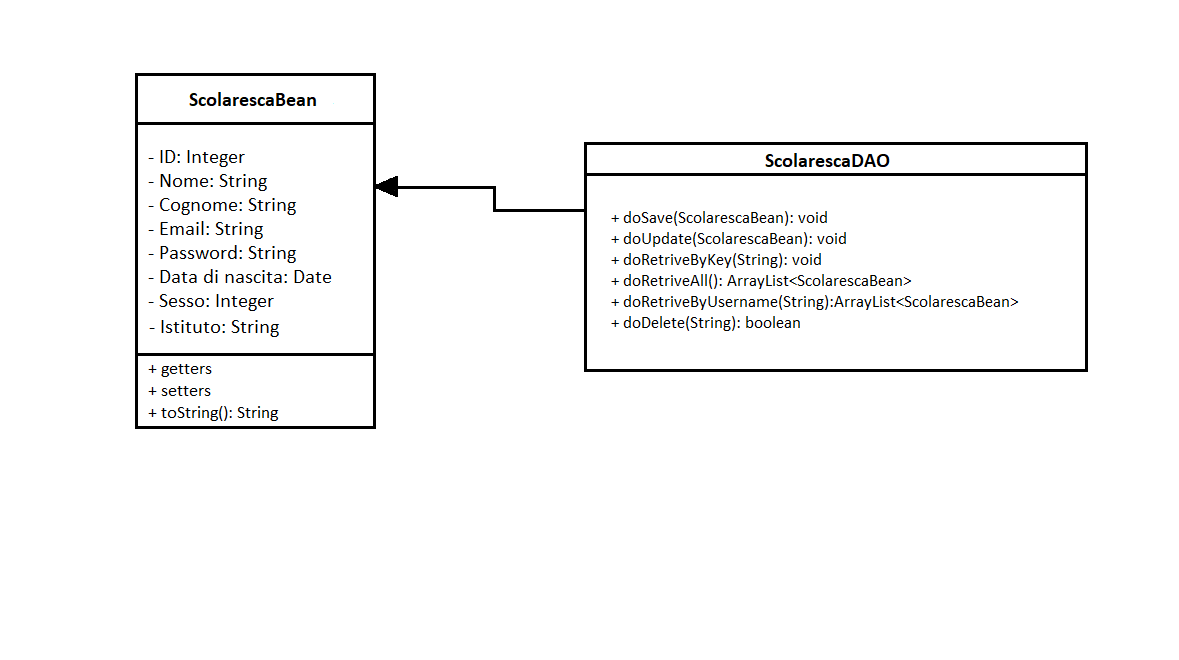 ScolarescaBean
- ID: Integer
- Nome: String
- Cognome: String
- Email: String
- Password: String
- Data di nascita: Date
- Sesso: Integer
- Istituto: String
+ getters
+ setters
+ toString(): String
ScolarescaDAO
+ doSave(ScolarescaBean): void
+ doUpdate(ScolarescaBean): void
+ doRetriveByKey(String): void
+ doRetriveAll(): ArrayList<ScolarescaBean>
+ doRetriveByUsername(String):ArrayList<ScolarescaBean>
+ doDelete(String): boolean